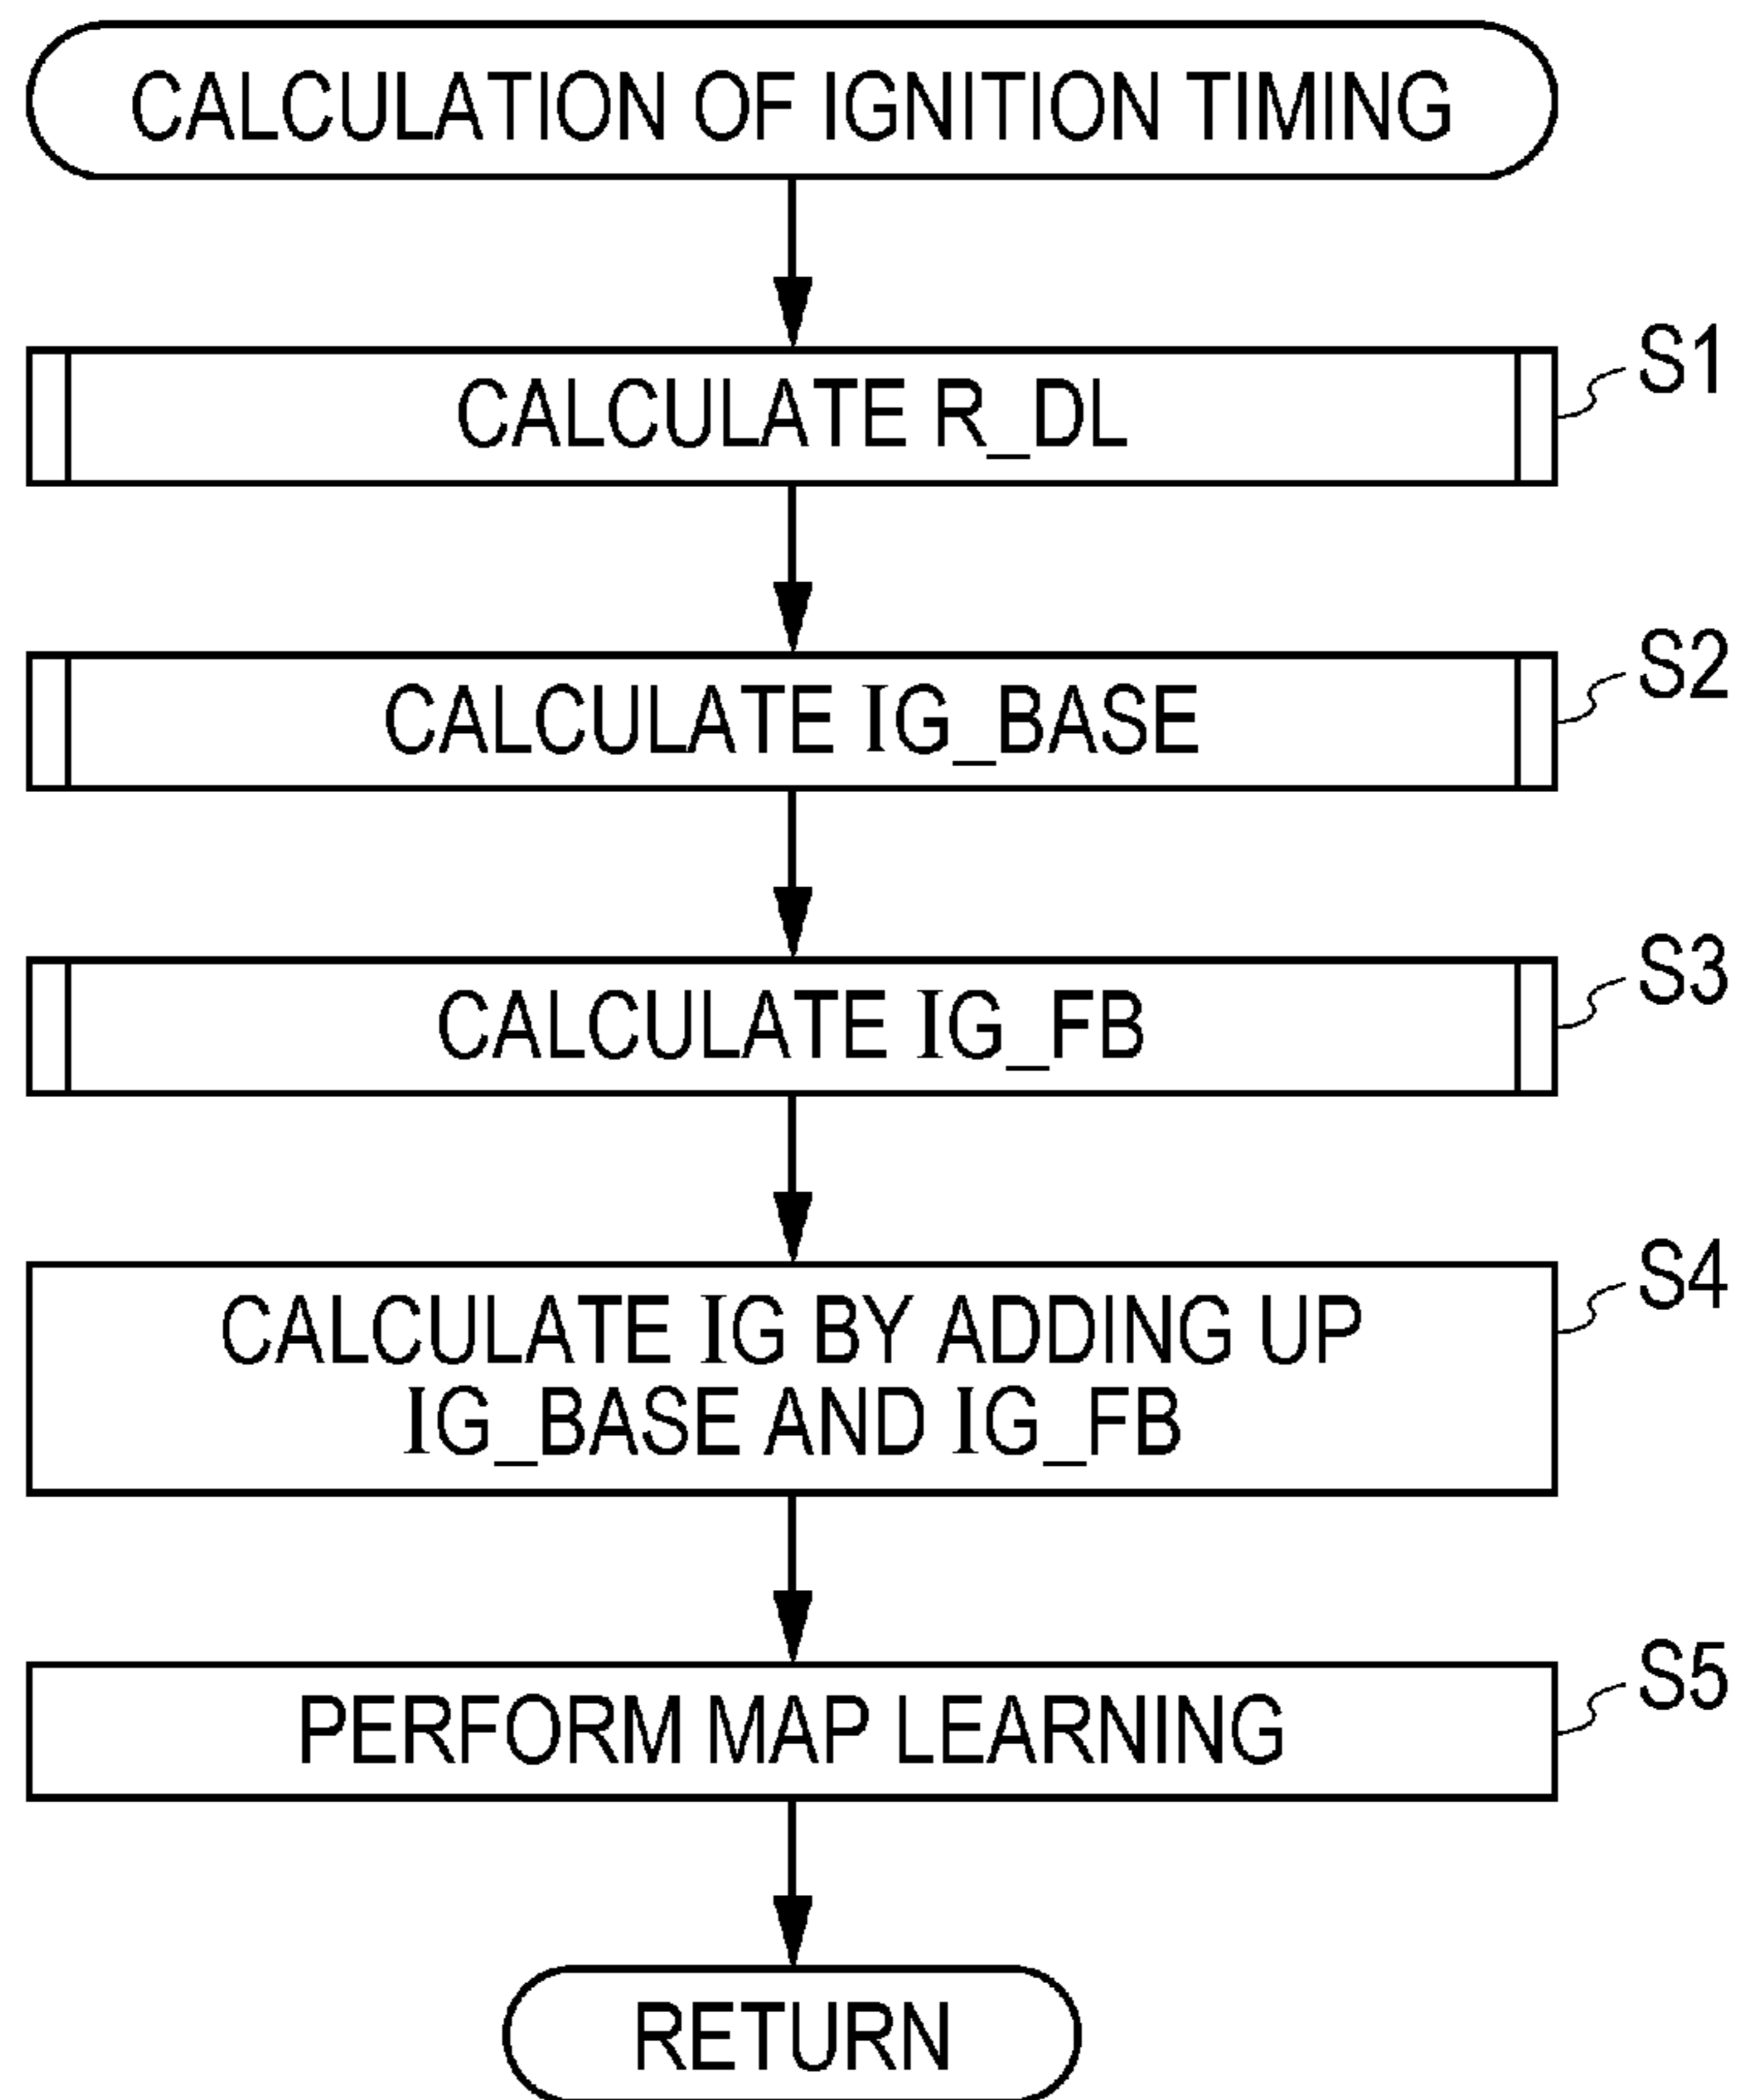 CALCULATION OF IGNITION TIMING
S1
CALCULATE R_DL
S2
CALCULATE IG_BASE
S3
CALCULATE IG_FB
S4
CALCULATE IG BY ADDING UP
IG_BASE AND IG_FB
S5
PERFORM MAP LEARNING
RETURN